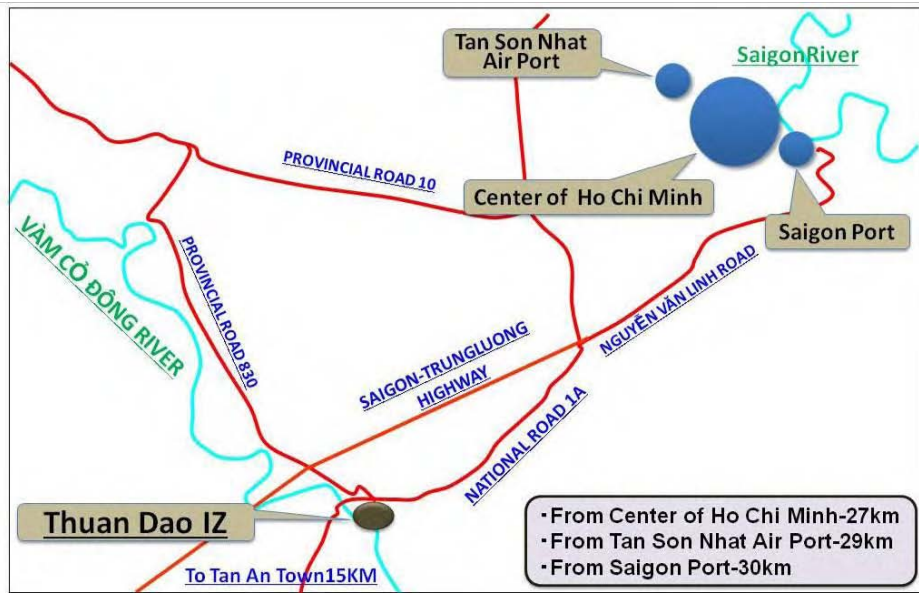 Tan Son Nhat
Air Port
SaigonRiver
PROVINCIAL ROAD 10
Center of Ho Chi Minh
Saigon Port
VÀM CỎ ĐÔNG RIVER
PROVINCIAL ROAD 830
NGUYỄN VĂN LINH ROAD
SAIGON-TRUNGLUONG
HIGHWAY
NATIONAL ROAD 1A
Thuan Dao IZ
To Tan An Town15KM
・From Center of Ho Chi Minh-27km
・From Tan Son Nhat Air Port-29km
・From Saigon Port-30km